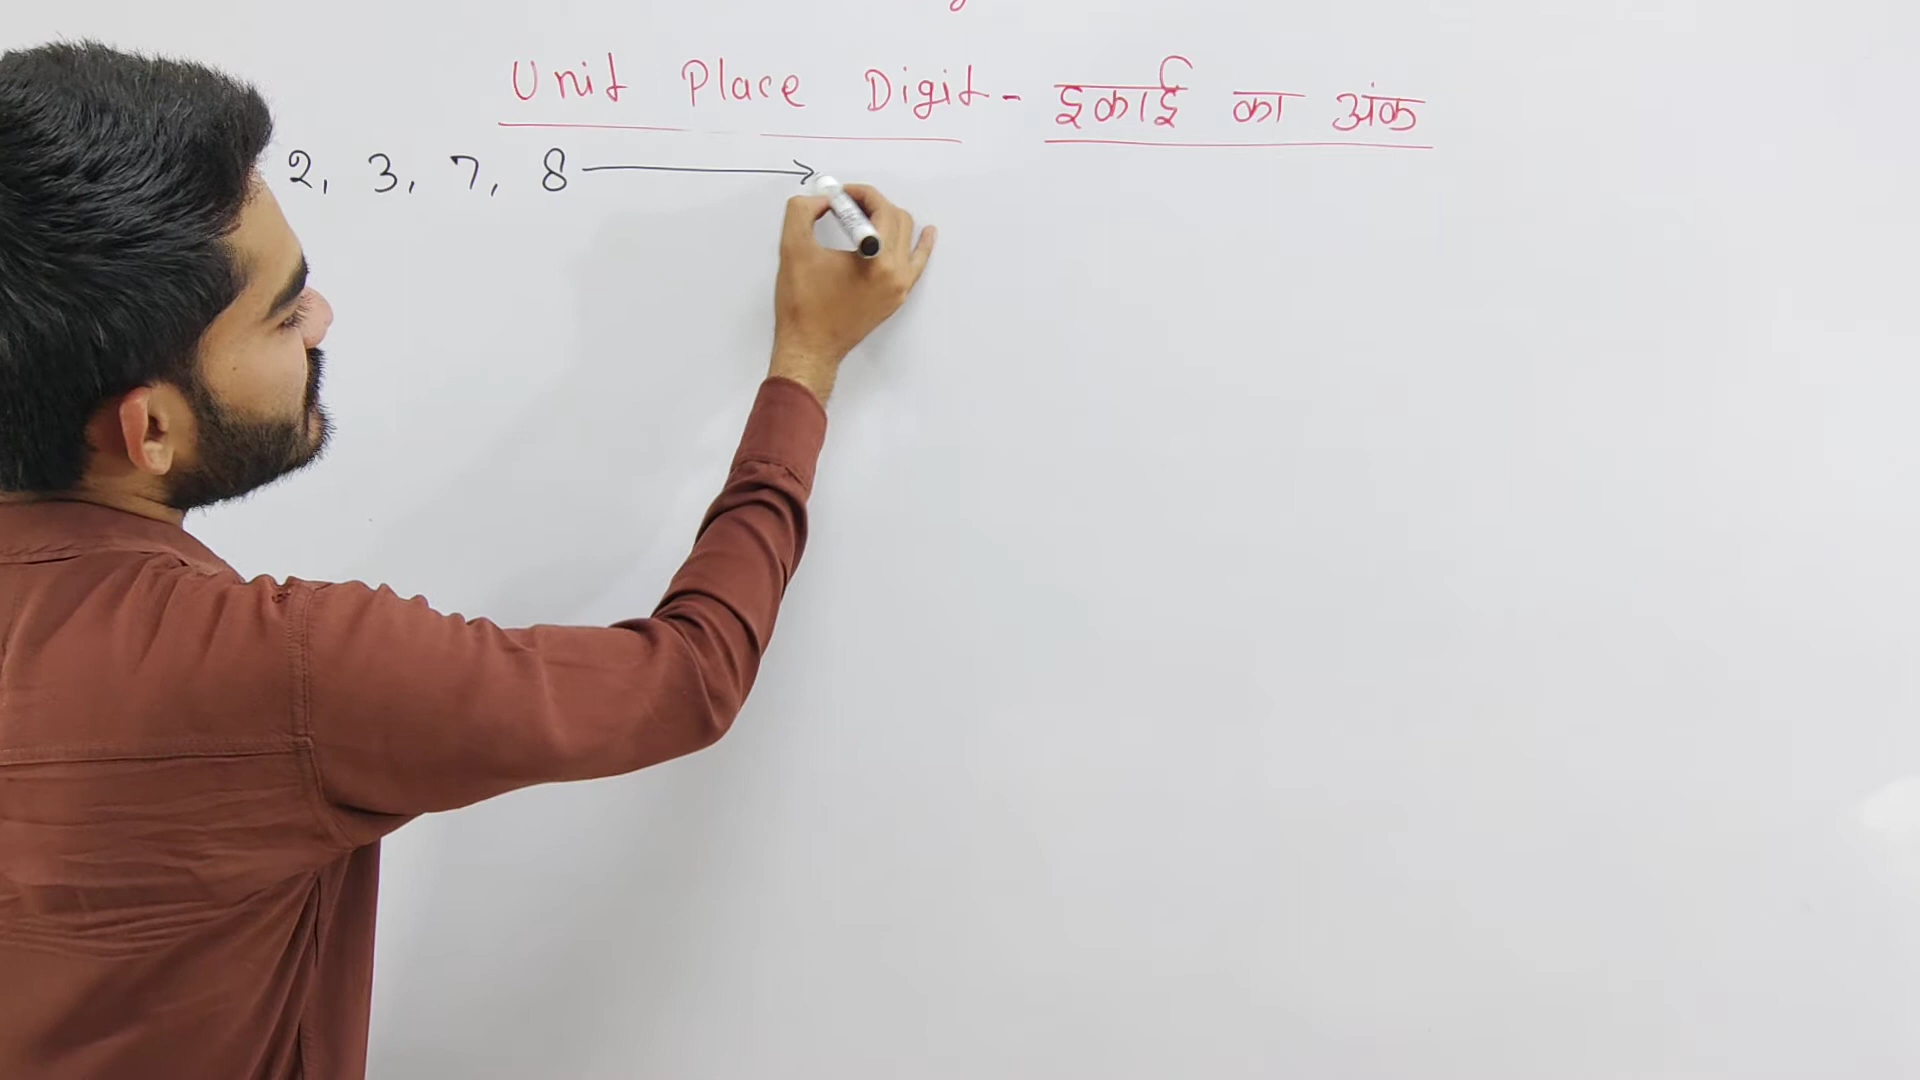 Unit Place Digit - इकाई का अंक
2, 3, 7, 8 →